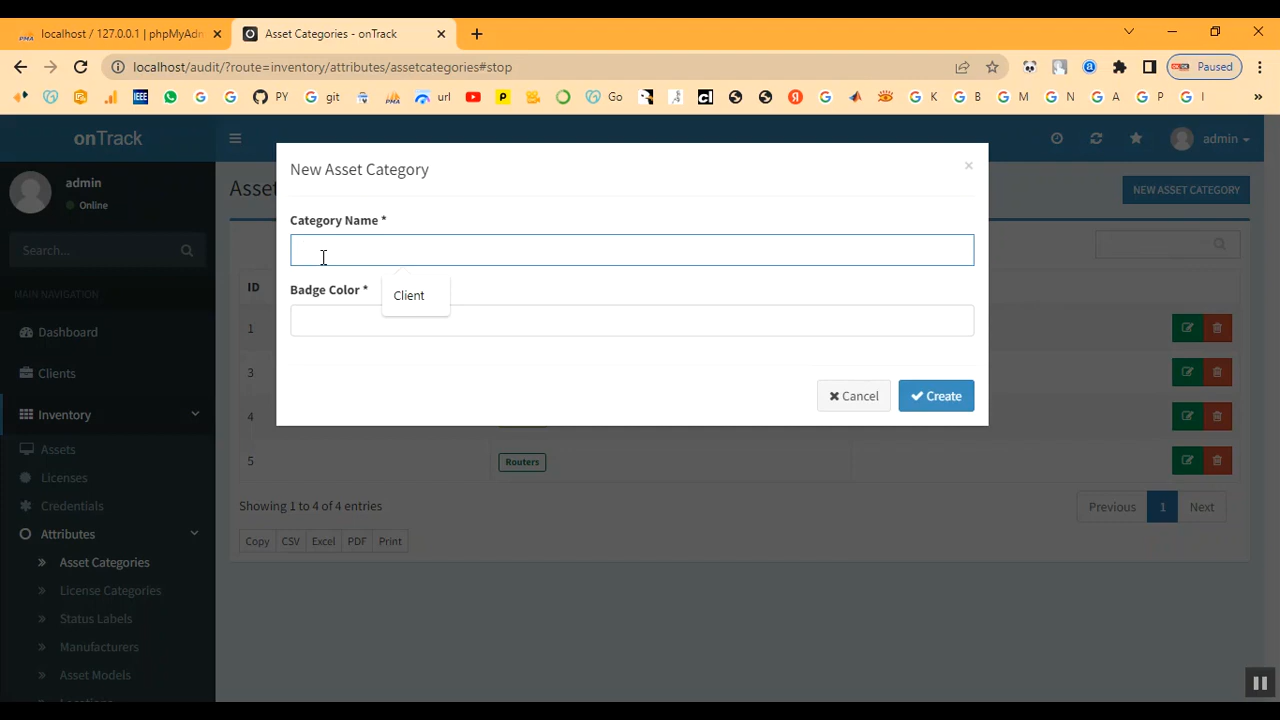 localhost / 127.0.0.1 | phpMyAdm
Asset Categories - onTrack
localhost/audit/?route=inventory/attributes/assetcategories#stop
Paused
PY
git
url
Go
K
B
M
N
A
P
I
»
onTrack
admin
admin
Online
Search...
MAIN NAVIGATION
Dashboard
Clients
Inventory
Assets
Licenses
Credentials
Attributes
Asset Categories
License Categories
Status Labels
Manufacturers
Asset Models
Asset
NEW ASSET CATEGORY
New Asset Category
×
Category Name *
Client
Badge Color *
Cancel
Create
ID
1
3
4
5
Routers
Showing 1 to 4 of 4 entries
Previous
1
Next
Copy
CSV
Excel
PDF
Print